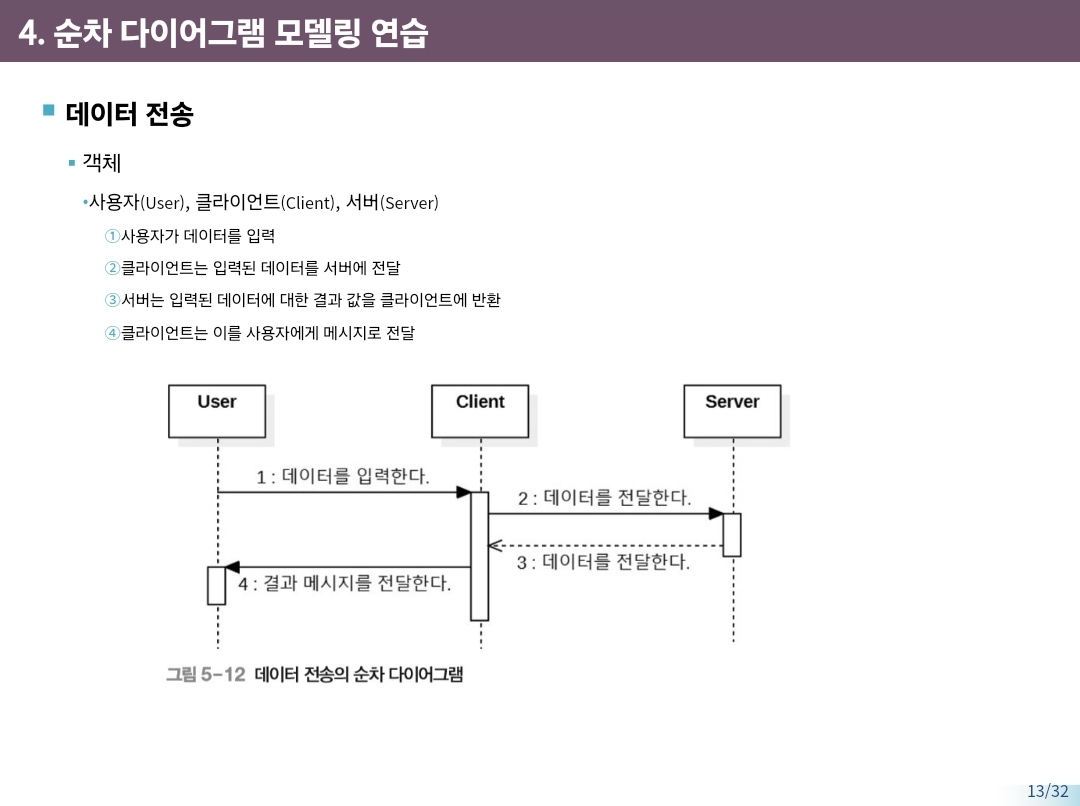 4. 순차 다이어그램 모델링 연습
데이터 전송
객체
•사용자(User), 클라이언트(Client), 서버(Server)
①사용자가 데이터를 입력
②클라이언트는 입력된 데이터를 서버에 전달
③서버는 입력된 데이터에 대한 결과 값을 클라이언트에 반환
④클라이언트는 이를 사용자에게 메시지로 전달
User Client Server
1 : 데이터를 입력한다.
2 : 데이터를 전달한다.
3 : 데이터를 전달한다.
4 : 결과 메시지를 전달한다.
그림 5-12 데이터 전송의 순차 다이어그램
13/32